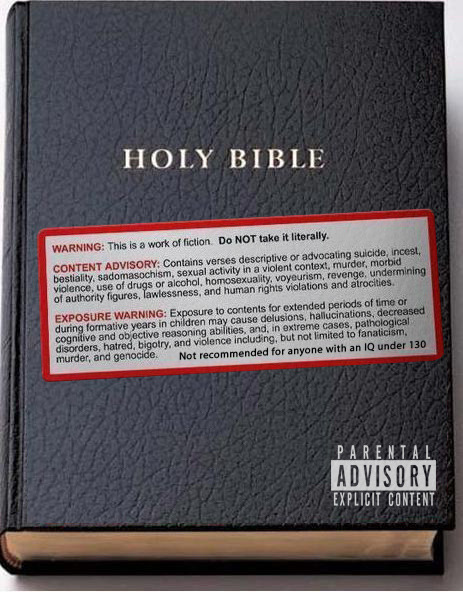 HOLY BIBLE
WARNING: This is a work of fiction. Do NOT take it literally.
CONTENT ADVISORY: Contains verses descriptive or advocating suicide, incest,
bestiality, sadomasochism, sexual activity in a violent context, murder, morbid
violence, use of drugs or alcohol, homosexuality, voyeurism, revenge, undermining
of authority figures, lawlessness, and human rights violations and atrocities.
EXPOSURE WARNING: Exposure to contents for extended periods of time or
during formative years in children may cause delusions, hallucinations, decreased
cognitive and objective reasoning abilities, and, in extreme cases, pathological
disorders, hatred, bigotry, and violence including, but not limited to fanaticism,
murder, and genocide. Not recommended for anyone with an IQ under 130
PARENTAL
ADVISORY
EXPLICIT CONTENT